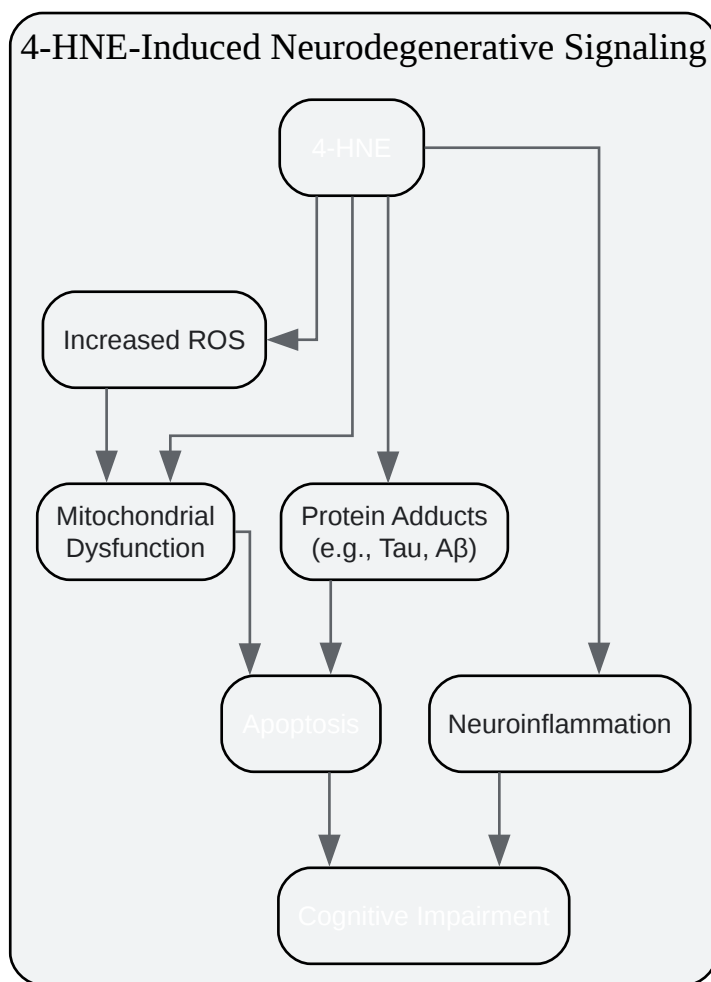 4-HNE-Induced Neurodegenerative Signaling
4-HNE
Increased ROS
Mitochondrial
Dysfunction
Protein Adducts
(e.g., Tau, Aβ)
Apoptosis
Neuroinflammation
Cognitive Impairment